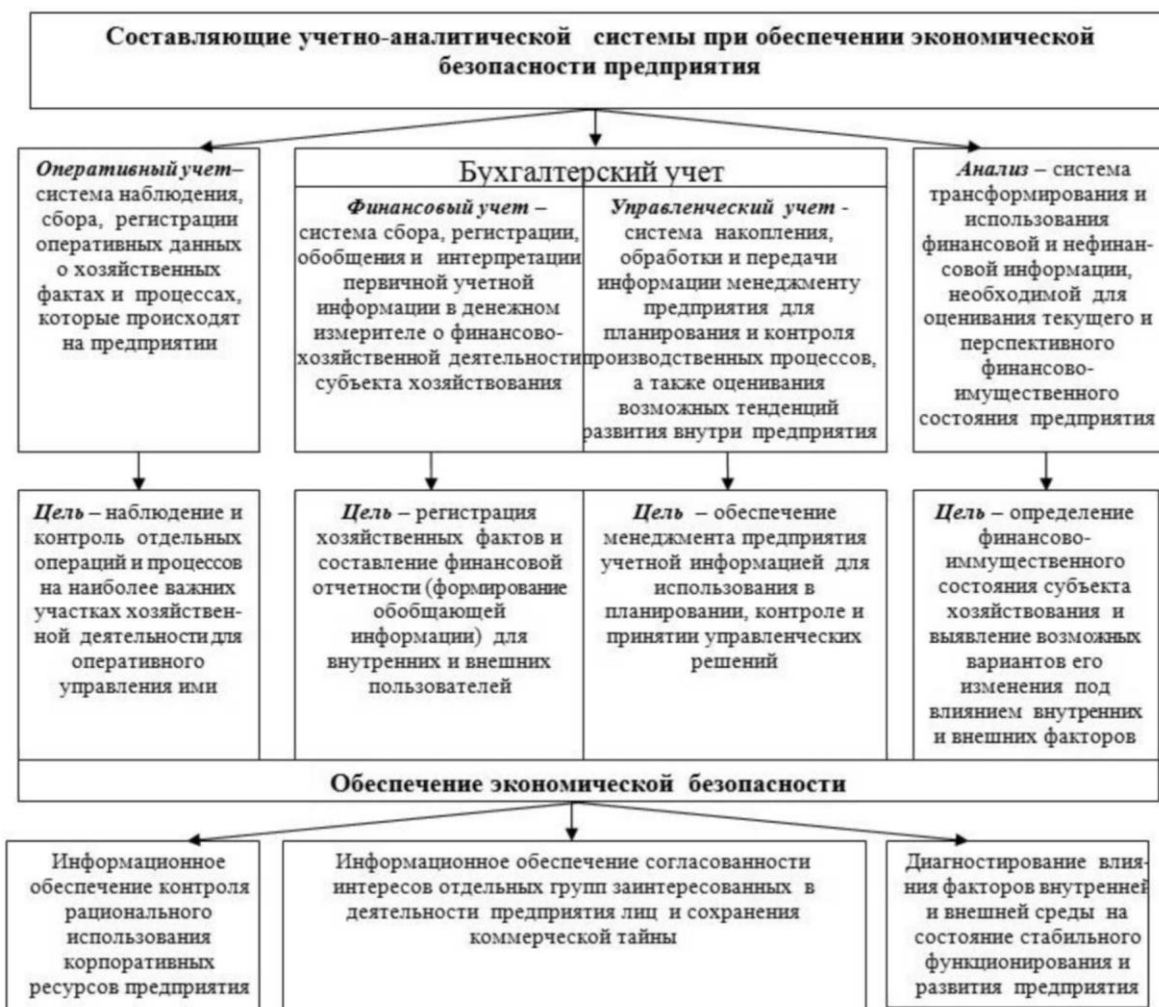 Составляющие учетно-аналитической системы при обеспечении экономической
безопасности предприятия
Оперативный учет–
система наблюдения,
сбора, регистрации
оперативных данных
о хозяйственных
фактах и процессах,
которые происходят
на предприятии
Бухгалтерский учет
Финансовый учет –
система сбора, регистрации,
обобщения и интерпретации
первичной учетной
информации в денежном
измерителе о финансово-
хозяйственной деятельности
субъекта хозяйствования
Управленческий учет -
система накопления,
обработки и передачи
информации менеджменту
предприятия для
планирования и контроля
производственных процессов,
а также оценивания
возможных тенденций
развития внутри предприятия
Анализ – система
трансформирования и
использования
финансовой и нефинан-
совой информации,
необходимой для
оценивания текущего и
перспективного
финансово-
имущественного
состояния предприятия
Цель – наблюдение и
контроль отдельных
операций и процессов
на наиболее важних
участках хозяйствен-
ной деятельности для
оперативного
управления ими
Цель – регистрация
хозяйственных фактов и
составление финансовой
отчетности (формирование
обобщающей
информации) для
внутренних и внешних
пользователей
Цель – обеспечение
менеджмента предприятия
учетной информацией для
использования в
планировании, контроле и
принятии управленческих
решений
Цель – определение
финансово-
иммущественного
состояния субъекта
хозяйствования и
выявление возможных
вариантов его
изменения под
влиянием внутренних
и внешних факторов
Обеспечение экономической безопасности
Информационное
обеспечение контроля
рационального
использования
корпоративных
ресурсов предприятия
Информационное обеспечение согласованности
интересов отдельных групп заинтересованных в
деятельности предприятия лиц и сохранения
коммерческой тайны
Диагностирование влия-
ния факторов внутренней
и внешней среды на
состояние стабильного
функционирования и
развития предприятия